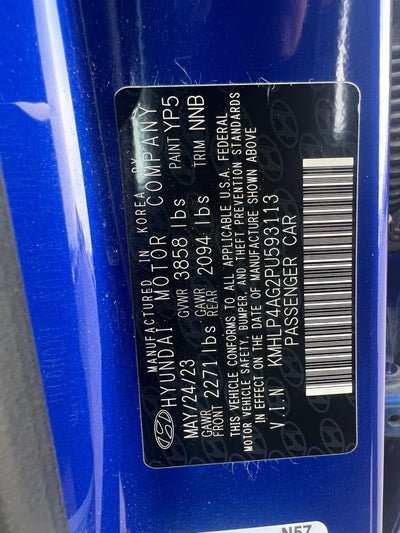 MANUFACTURED IN KOREA BY
HYUNDAI MOTOR COMPANY
MAY/24/23 GVWR 3858 lbs PAINT YP5
GAWR FRONT 2271 lbs GAWR REAR 2094 lbs TRIM NNB
THIS VEHICLE CONFORMS TO ALL APPLICABLE U.S.A. FEDERAL
MOTOR VEHICLE SAFETY, BUMPER, AND THEFT PREVENTION STANDARDS
IN EFFECT ON THE DATE OF MANUFACTURE SHOWN ABOVE
V.I.N KMHLP4AG2PU593113
PASSENGER CAR
N57